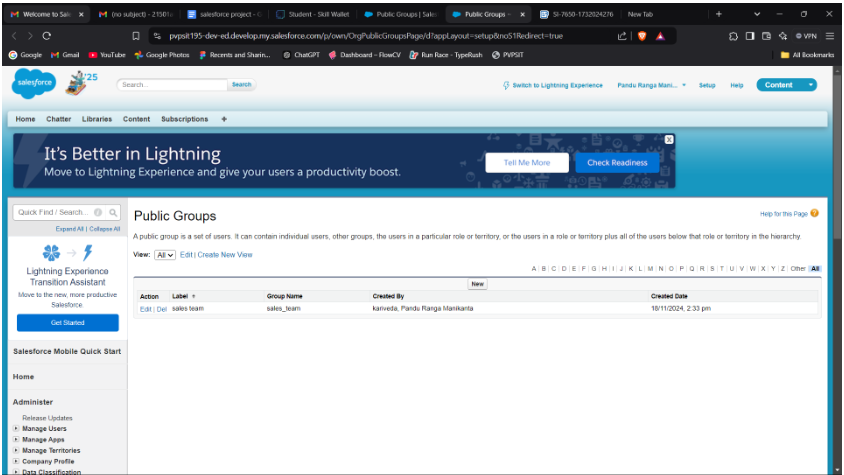 Welcome to Sal
(no subject) - 21501
salesforce project -
Student - Skill Wallet
Public Groups | Sale
Public Groups -
SI-7650-1732024276
New Tab
pvpsit195-dev-ed.develop.my.salesforce.com/p/own/OrgPublicGroupsPage/d?appLayout=setup&noS1Redirect=true
VPN
Google Gmail YouTube Google Photos Recents and Sharin... ChatGPT Dashboard – FlowCV Run Race - TypeRush PVPSIT All Bookmarks
salesforce '25 Search... Search Switch to Lightning Experience Pandu Ranga Mani... Setup Help Content
Home Chatter Libraries Content Subscriptions +
It's Better in Lightning
Move to Lightning Experience and give your users a productivity boost.
Tell Me More Check Readiness
Quick Find / Search...
Expand All | Collapse All
Lightning Experience
Transition Assistant
Move to the new, more productive
Salesforce
Get Started
Salesforce Mobile Quick Start
Home
Administer
Release Updates
Manage Users
Manage Apps
Manage Territories
Company Profile
Data Classification
Public Groups
Help for this Page
A public group is a set of users. It can contain individual users, other groups, the users in a particular role or territory, or the users in a role or territory plus all of the users below that role or territory in the hierarchy.
View: All Edit | Create New View
A | B | C | D | E | F | G | H | I | J | K | L | M | N | O | P | Q | R | S | T | U | V | W | X | Y | Z | Other | All
New
Action Label Group Name Created By Created Date
Edit | Del sales team sales_team kanveda, Pandu Ranga Manikanta 18/11/2024, 2:33 pm